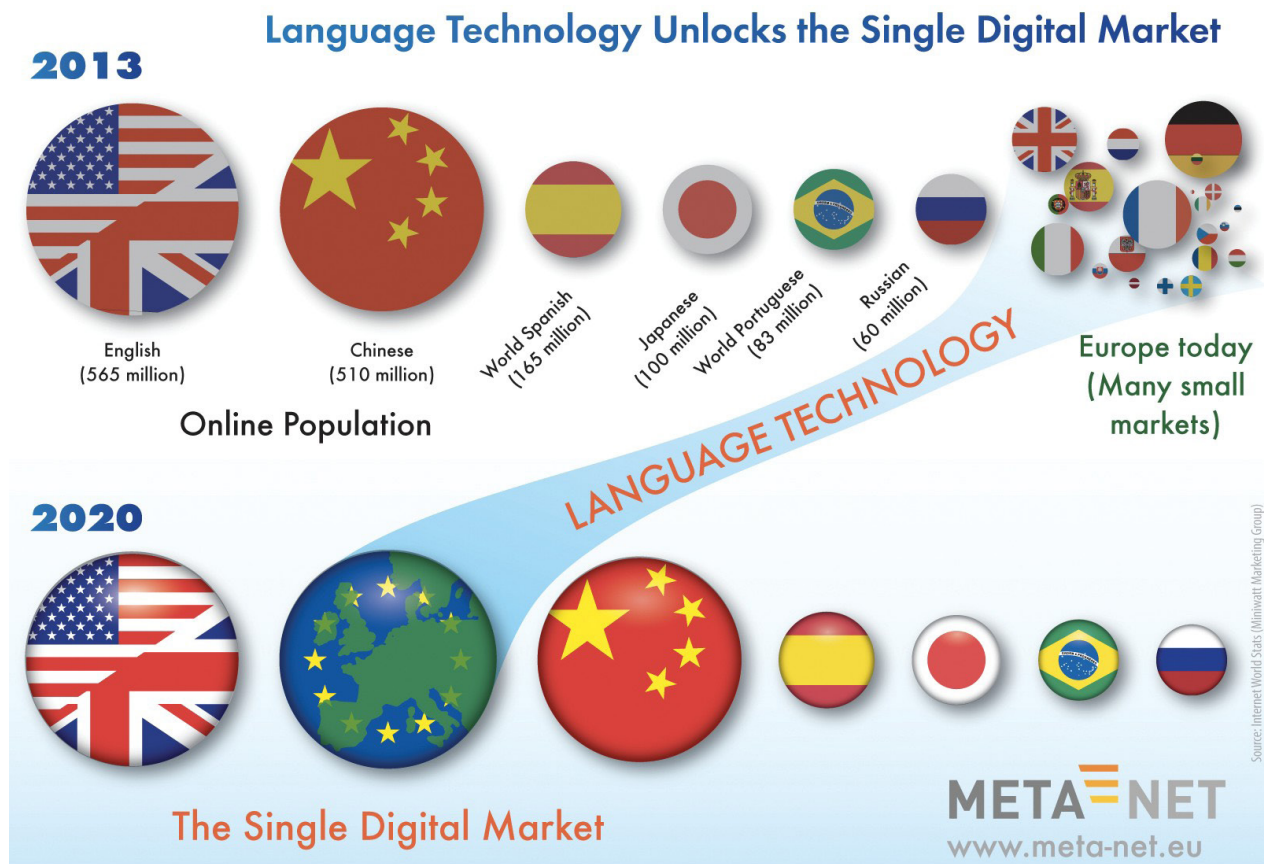 Language Technology Unlocks the Single Digital Market
2013
English
(565 million)
Chinese
(510 million)
World Spanish
(165 million)
Japanese
(100 million)
World Portuguese
(83 million)
Russian
(60 million)
Online Population
Europe today
(Many small
markets)
LANGUAGE TECHNOLOGY
2020
The Single Digital Market
META NET
www.meta-net.eu
Source: Internet World Stats (Miniwatt Marketing Group)